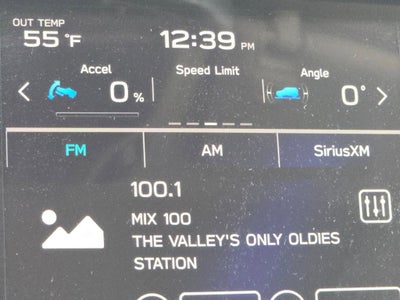 OUT TEMP
55 °F
12:39 PM
Accel
Speed Limit
Angle
0 %
0°
FM
AM
SiriusXM
100.1
MIX 100
THE VALLEY'S ONLY OLDIES
STATION